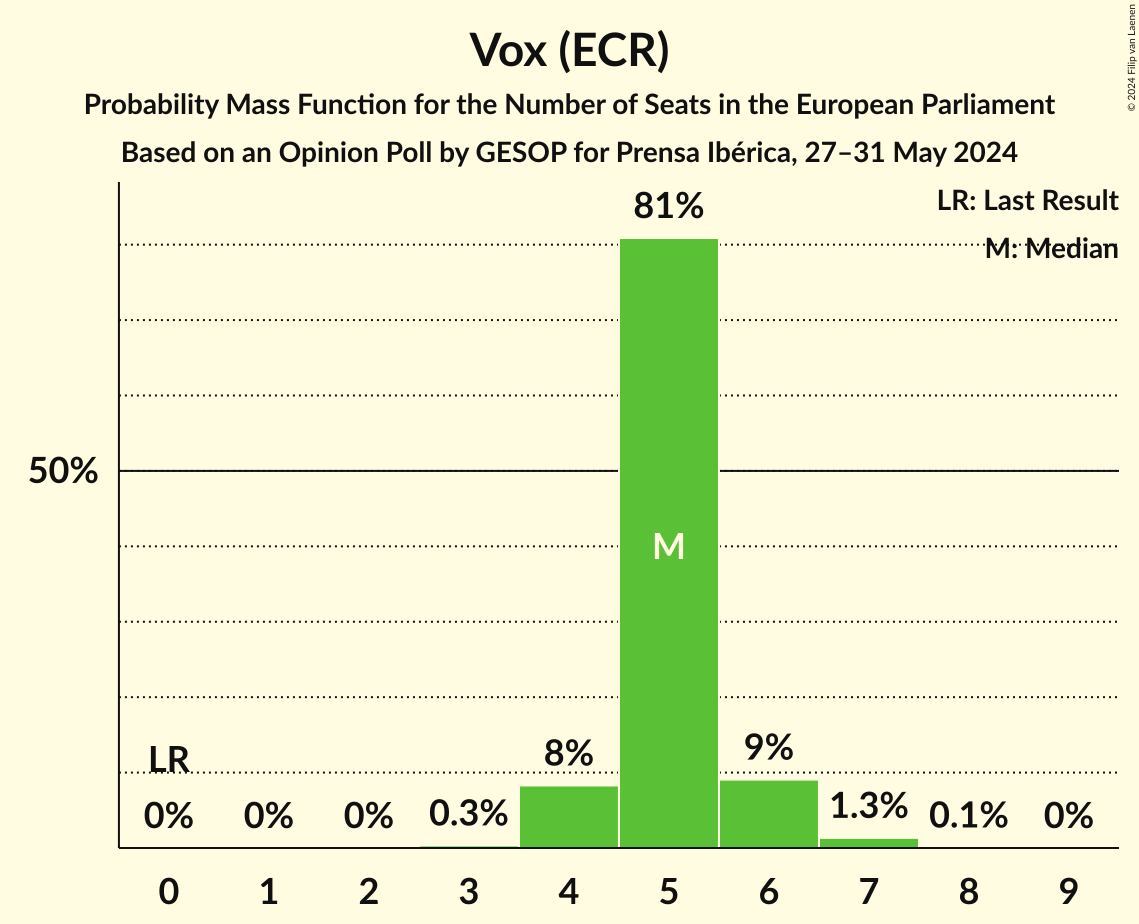 Vox (ECR)
Probability Mass Function for the Number of Seats in the European Parliament
Based on an Opinion Poll by GESOP for Prensa Ibérica, 27–31 May 2024
© 2024 Filip van Laenen
LR: Last Result
M: Median
81%
50%
M
LR
8%
9%
0%
0%
0%
0.3%
1.3%
0.1%
0%
0 1 2 3 4 5 6 7 8 9